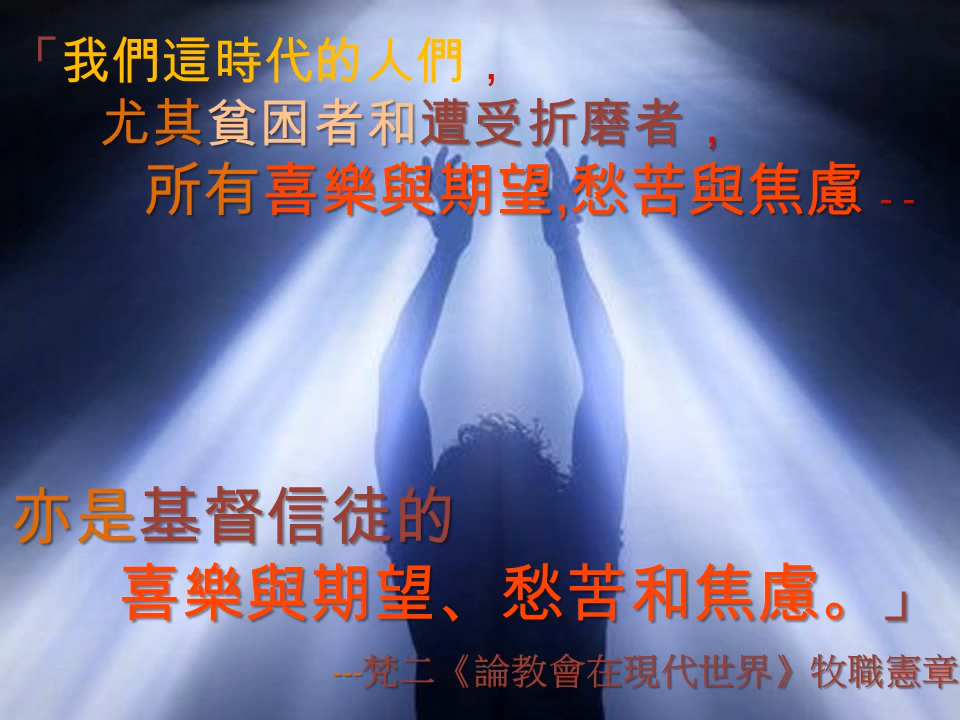 「我們這時代的人們，
尤其貧困者和遭受折磨者，
所有喜樂與期望,愁苦與焦慮 - -
亦是基督信徒的
喜樂與期望、愁苦和焦慮。」
---梵二《論教會在現代世界》牧職憲章